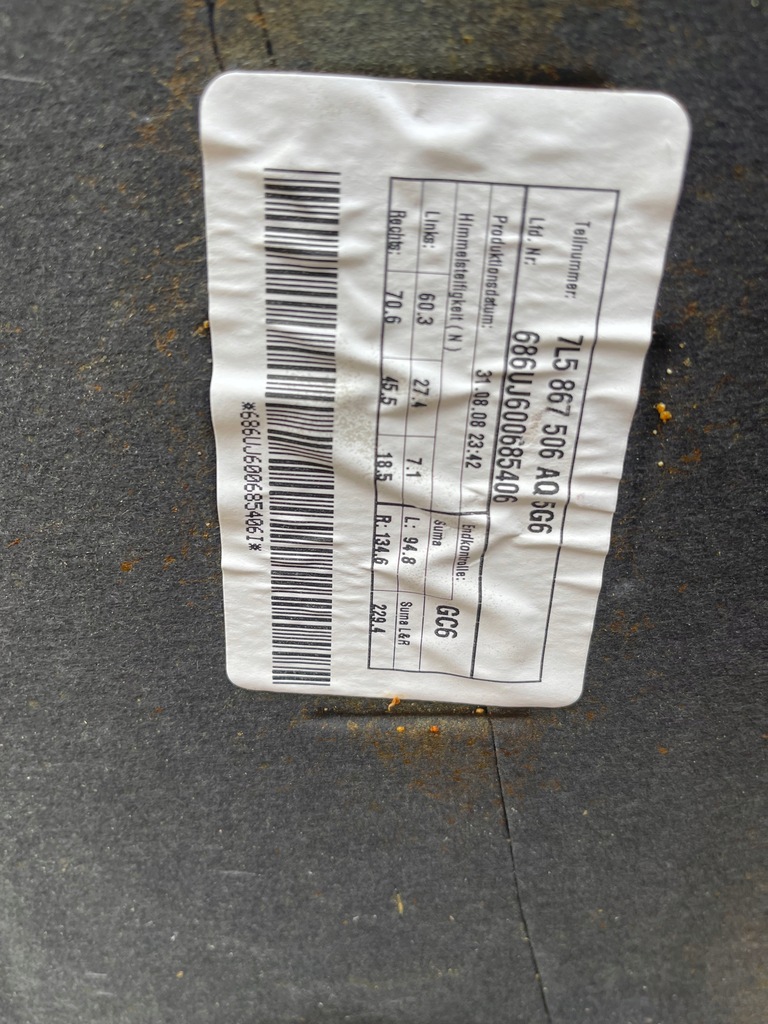 Teilnummer: 7L5 867 506 AQ 5G6
Lfd. Nr: 686UJ600685406
Produktionsdatum: 31.08.08 23:42 Endkontrolle: GC6
Himmelsteifigkeit ( N ) Suma
Links: 60.3 27.4 7.1 L: 94.8 Suma L&R
Rechts: 70.6 45.5 18.5 R: 134.6 229.4
*686UJ600685406I*